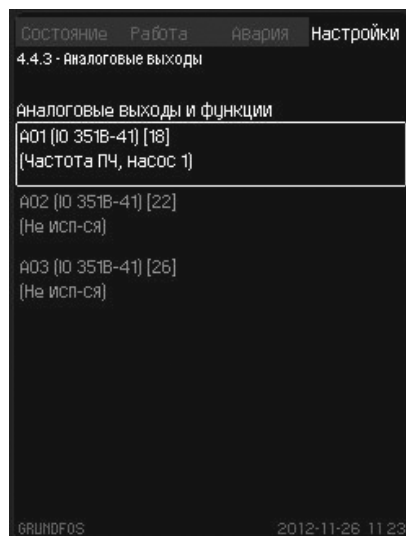 Состояние Работа Авария Настройки
4.4.3 - Аналоговые выходы
Аналоговые выходы и функции
AO1 (IO 351B-41) [18]
(Частота ПЧ, насос 1)
AO2 (IO 351B-41) [22]
(Не исп-ся)
AO3 (IO 351B-41) [26]
(Не исп-ся)
GRUNDFOS 2012-11-26 11:23